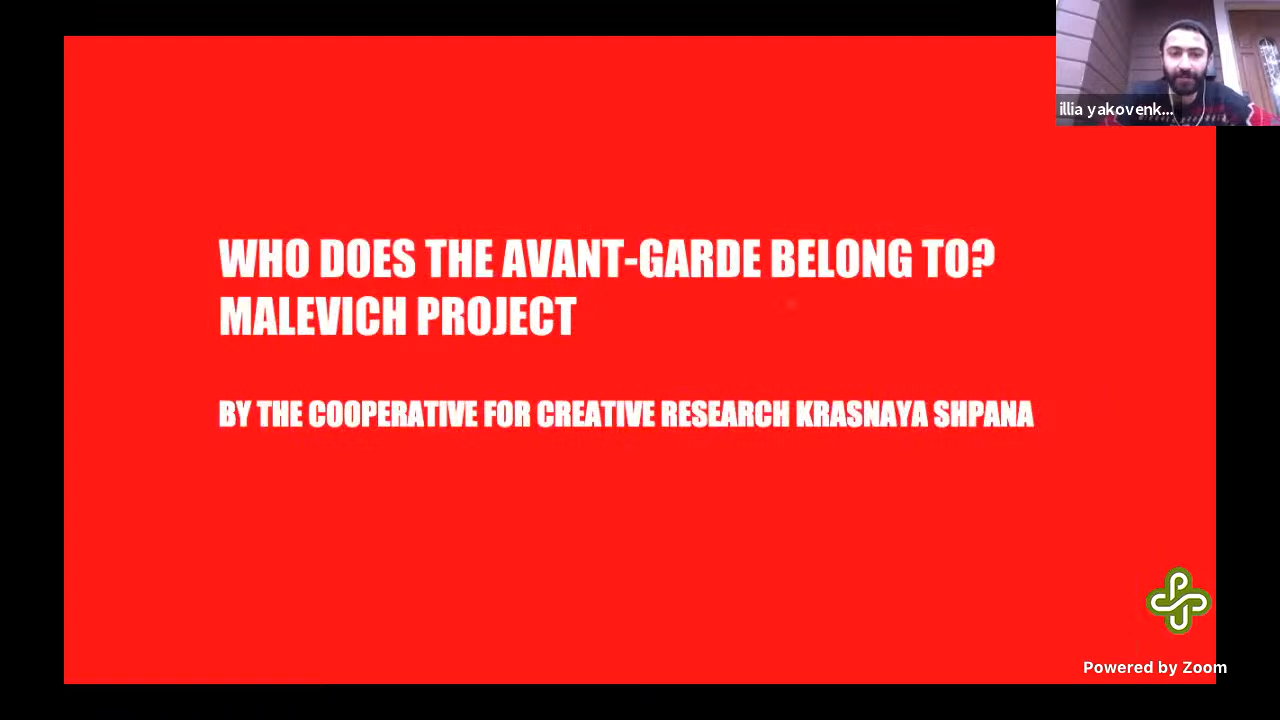 illia yakovenk...
WHO DOES THE AVANT-GARDE BELONG TO?
MALEVICH PROJECT
BY THE COOPERATIVE FOR CREATIVE RESEARCH KRASNAYA SHPANA
PSU
Powered by Zoom